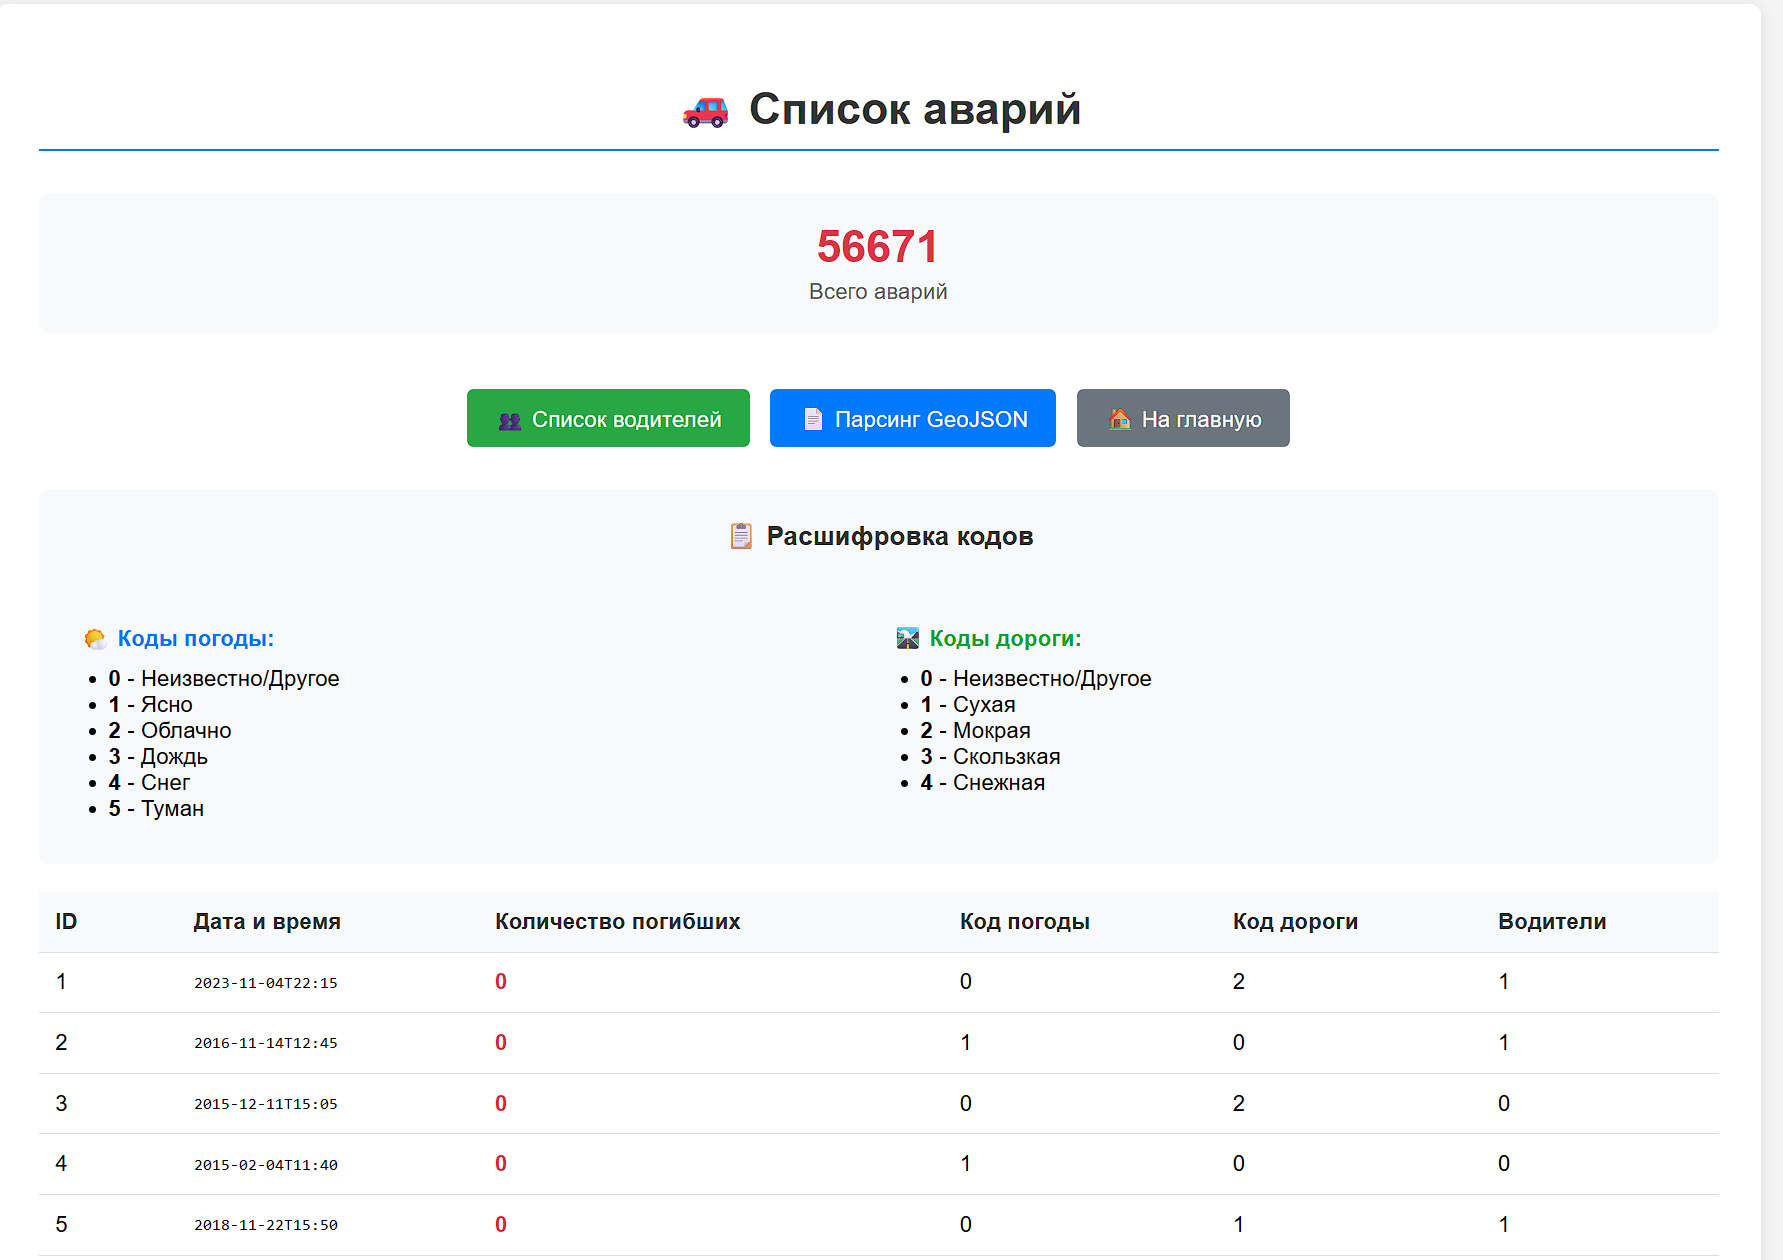 Список аварий
56671
Всего аварий
Список водителей Парсинг GeoJSON На главную
Расшифровка кодов
Коды погоды:
0 - Неизвестно/Другое
1 - Ясно
2 - Облачно
3 - Дождь
4 - Снег
5 - Туман
Коды дороги:
0 - Неизвестно/Другое
1 - Сухая
2 - Мокрая
3 - Скользкая
4 - Снежная
ID Дата и время Количество погибших Код погоды Код дороги Водители
1 2023-11-04T22:15 0 0 2 1
2 2016-11-14T12:45 0 1 0 1
3 2015-12-11T15:05 0 0 2 0
4 2015-02-04T11:40 0 1 0 0
5 2018-11-22T15:50 0 0 1 1